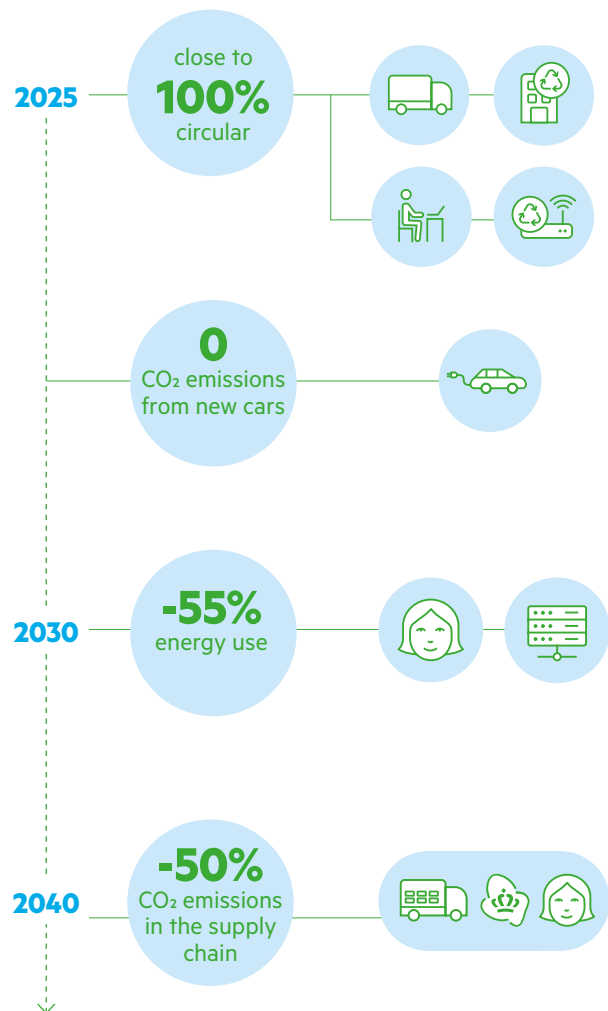 close to
2025
100%
circular
0
CO₂ emissions
from new cars
-55%
2030
energy use
-50%
CO₂ emissions
2040
in the supply
chain